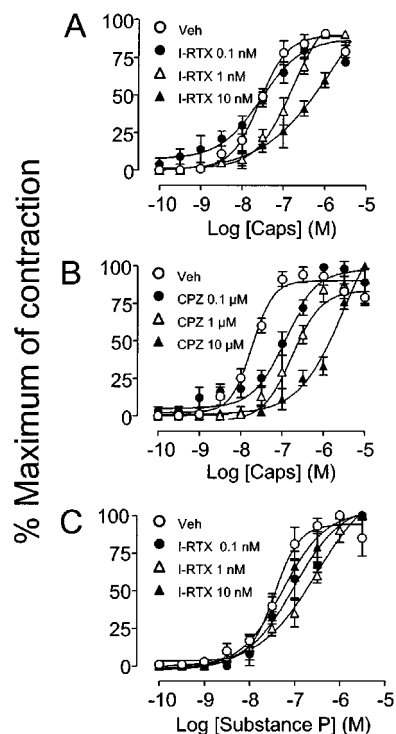 % Maximum of contraction
A
100
75
50
25
0
Veh
I-RTX 0.1 nM
I-RTX 1 nM
I-RTX 10 nM
-10 -9 -8 -7 -6 -5
Log [Caps] (M)
B
100
75
50
25
0
Veh
CPZ 0.1 µM
CPZ 1 µM
CPZ 10 µM
-10 -9 -8 -7 -6 -5
Log [Caps] (M)
C
100
75
50
25
0
Veh
I-RTX 0.1 nM
I-RTX 1 nM
I-RTX 10 nM
-10 -9 -8 -7 -6 -5
Log [Substance P] (M)